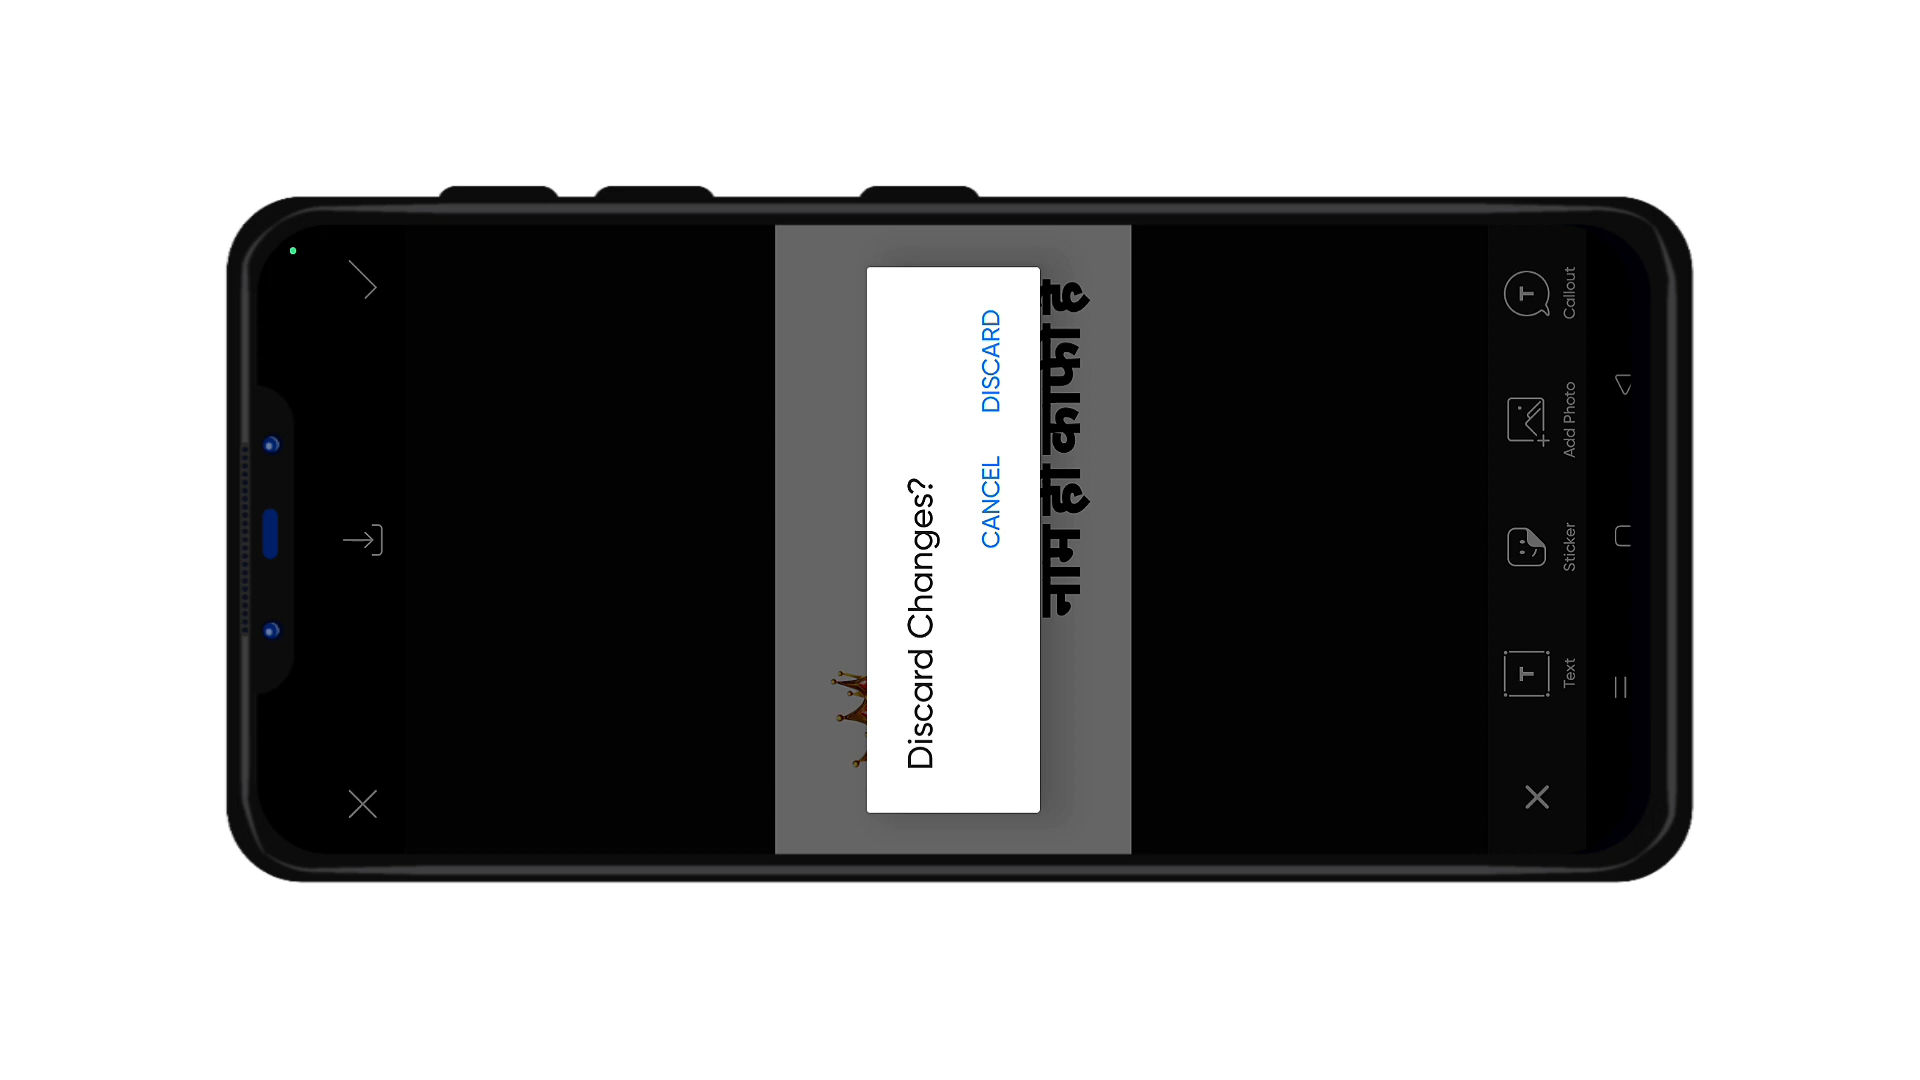 Discard Changes?
CANCEL DISCARD
नाम ही काफी है
T Text
Sticker
Add Photo
T Callout